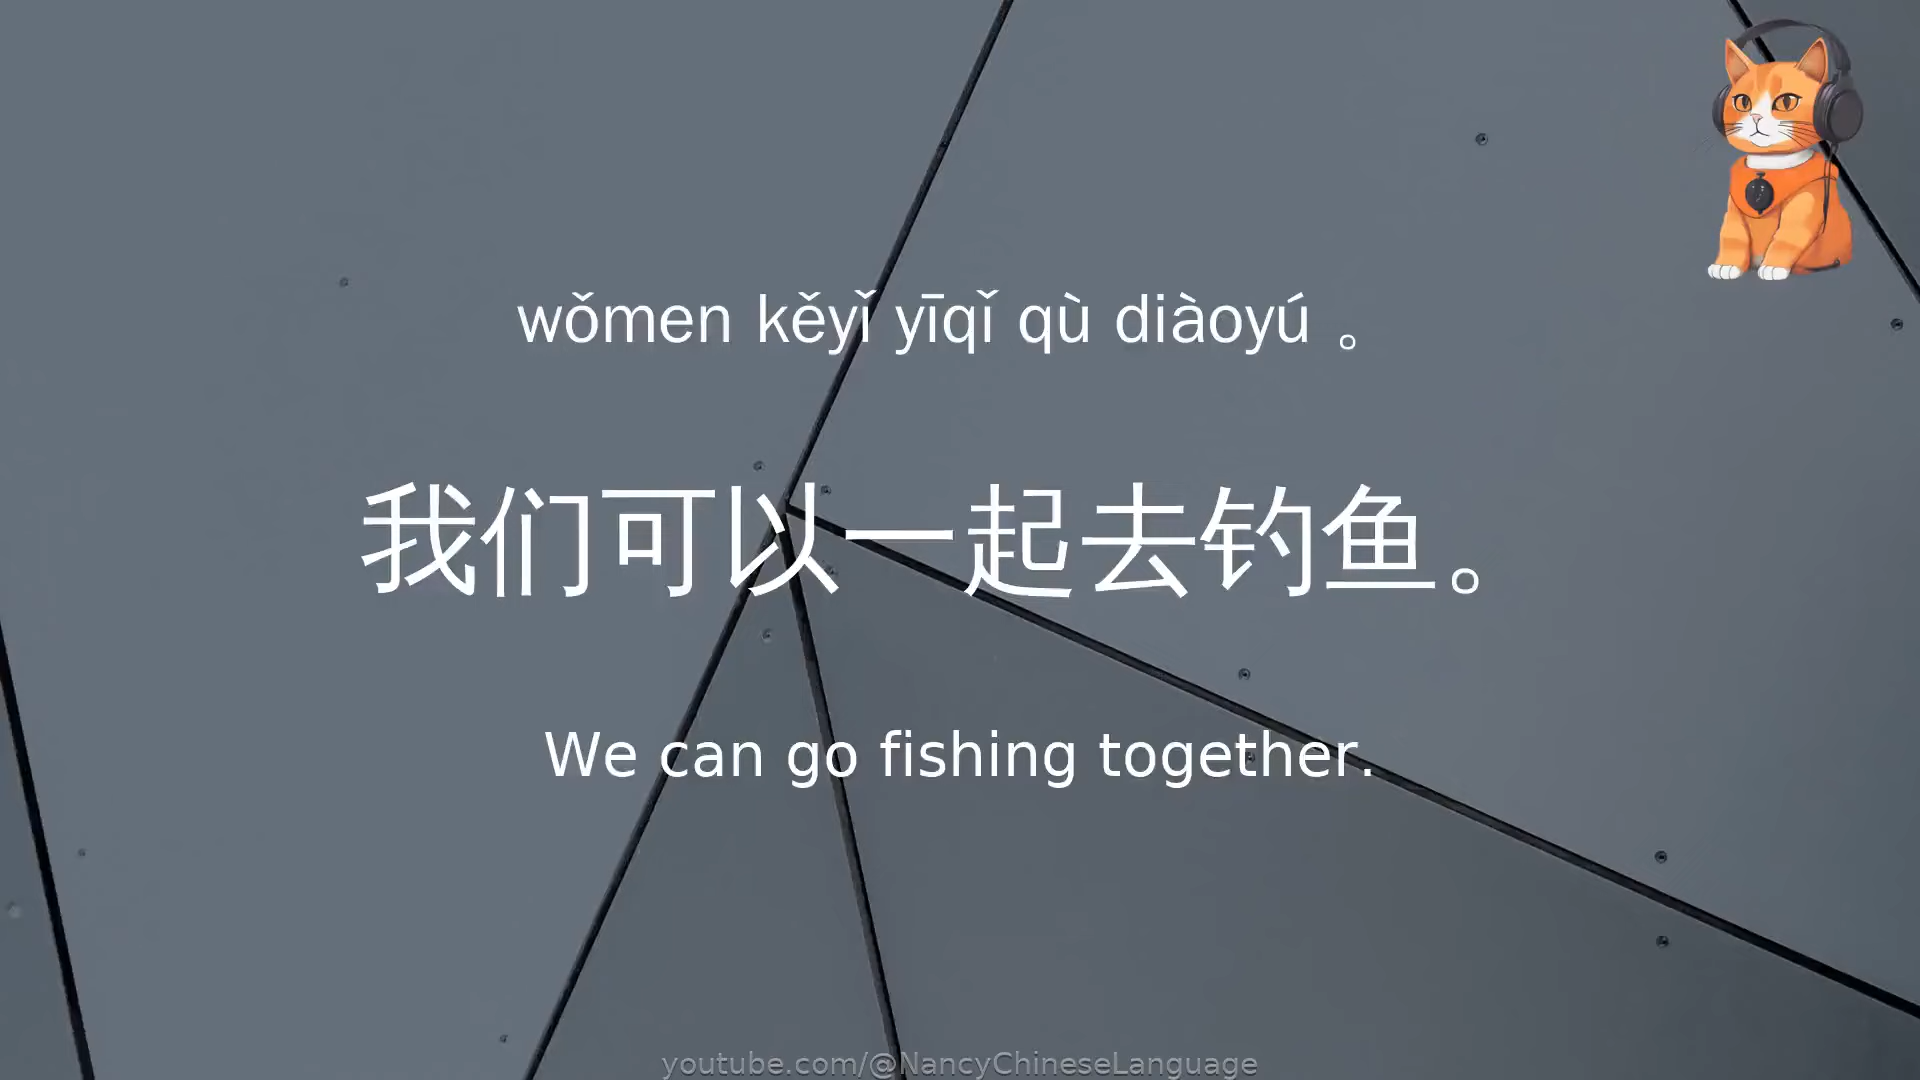 wǒmen kěyǐ yīqǐ qù diàoyú 。
我们可以一起去钓鱼。
We can go fishing together.
youtube.com/@NancyChineseLanguage